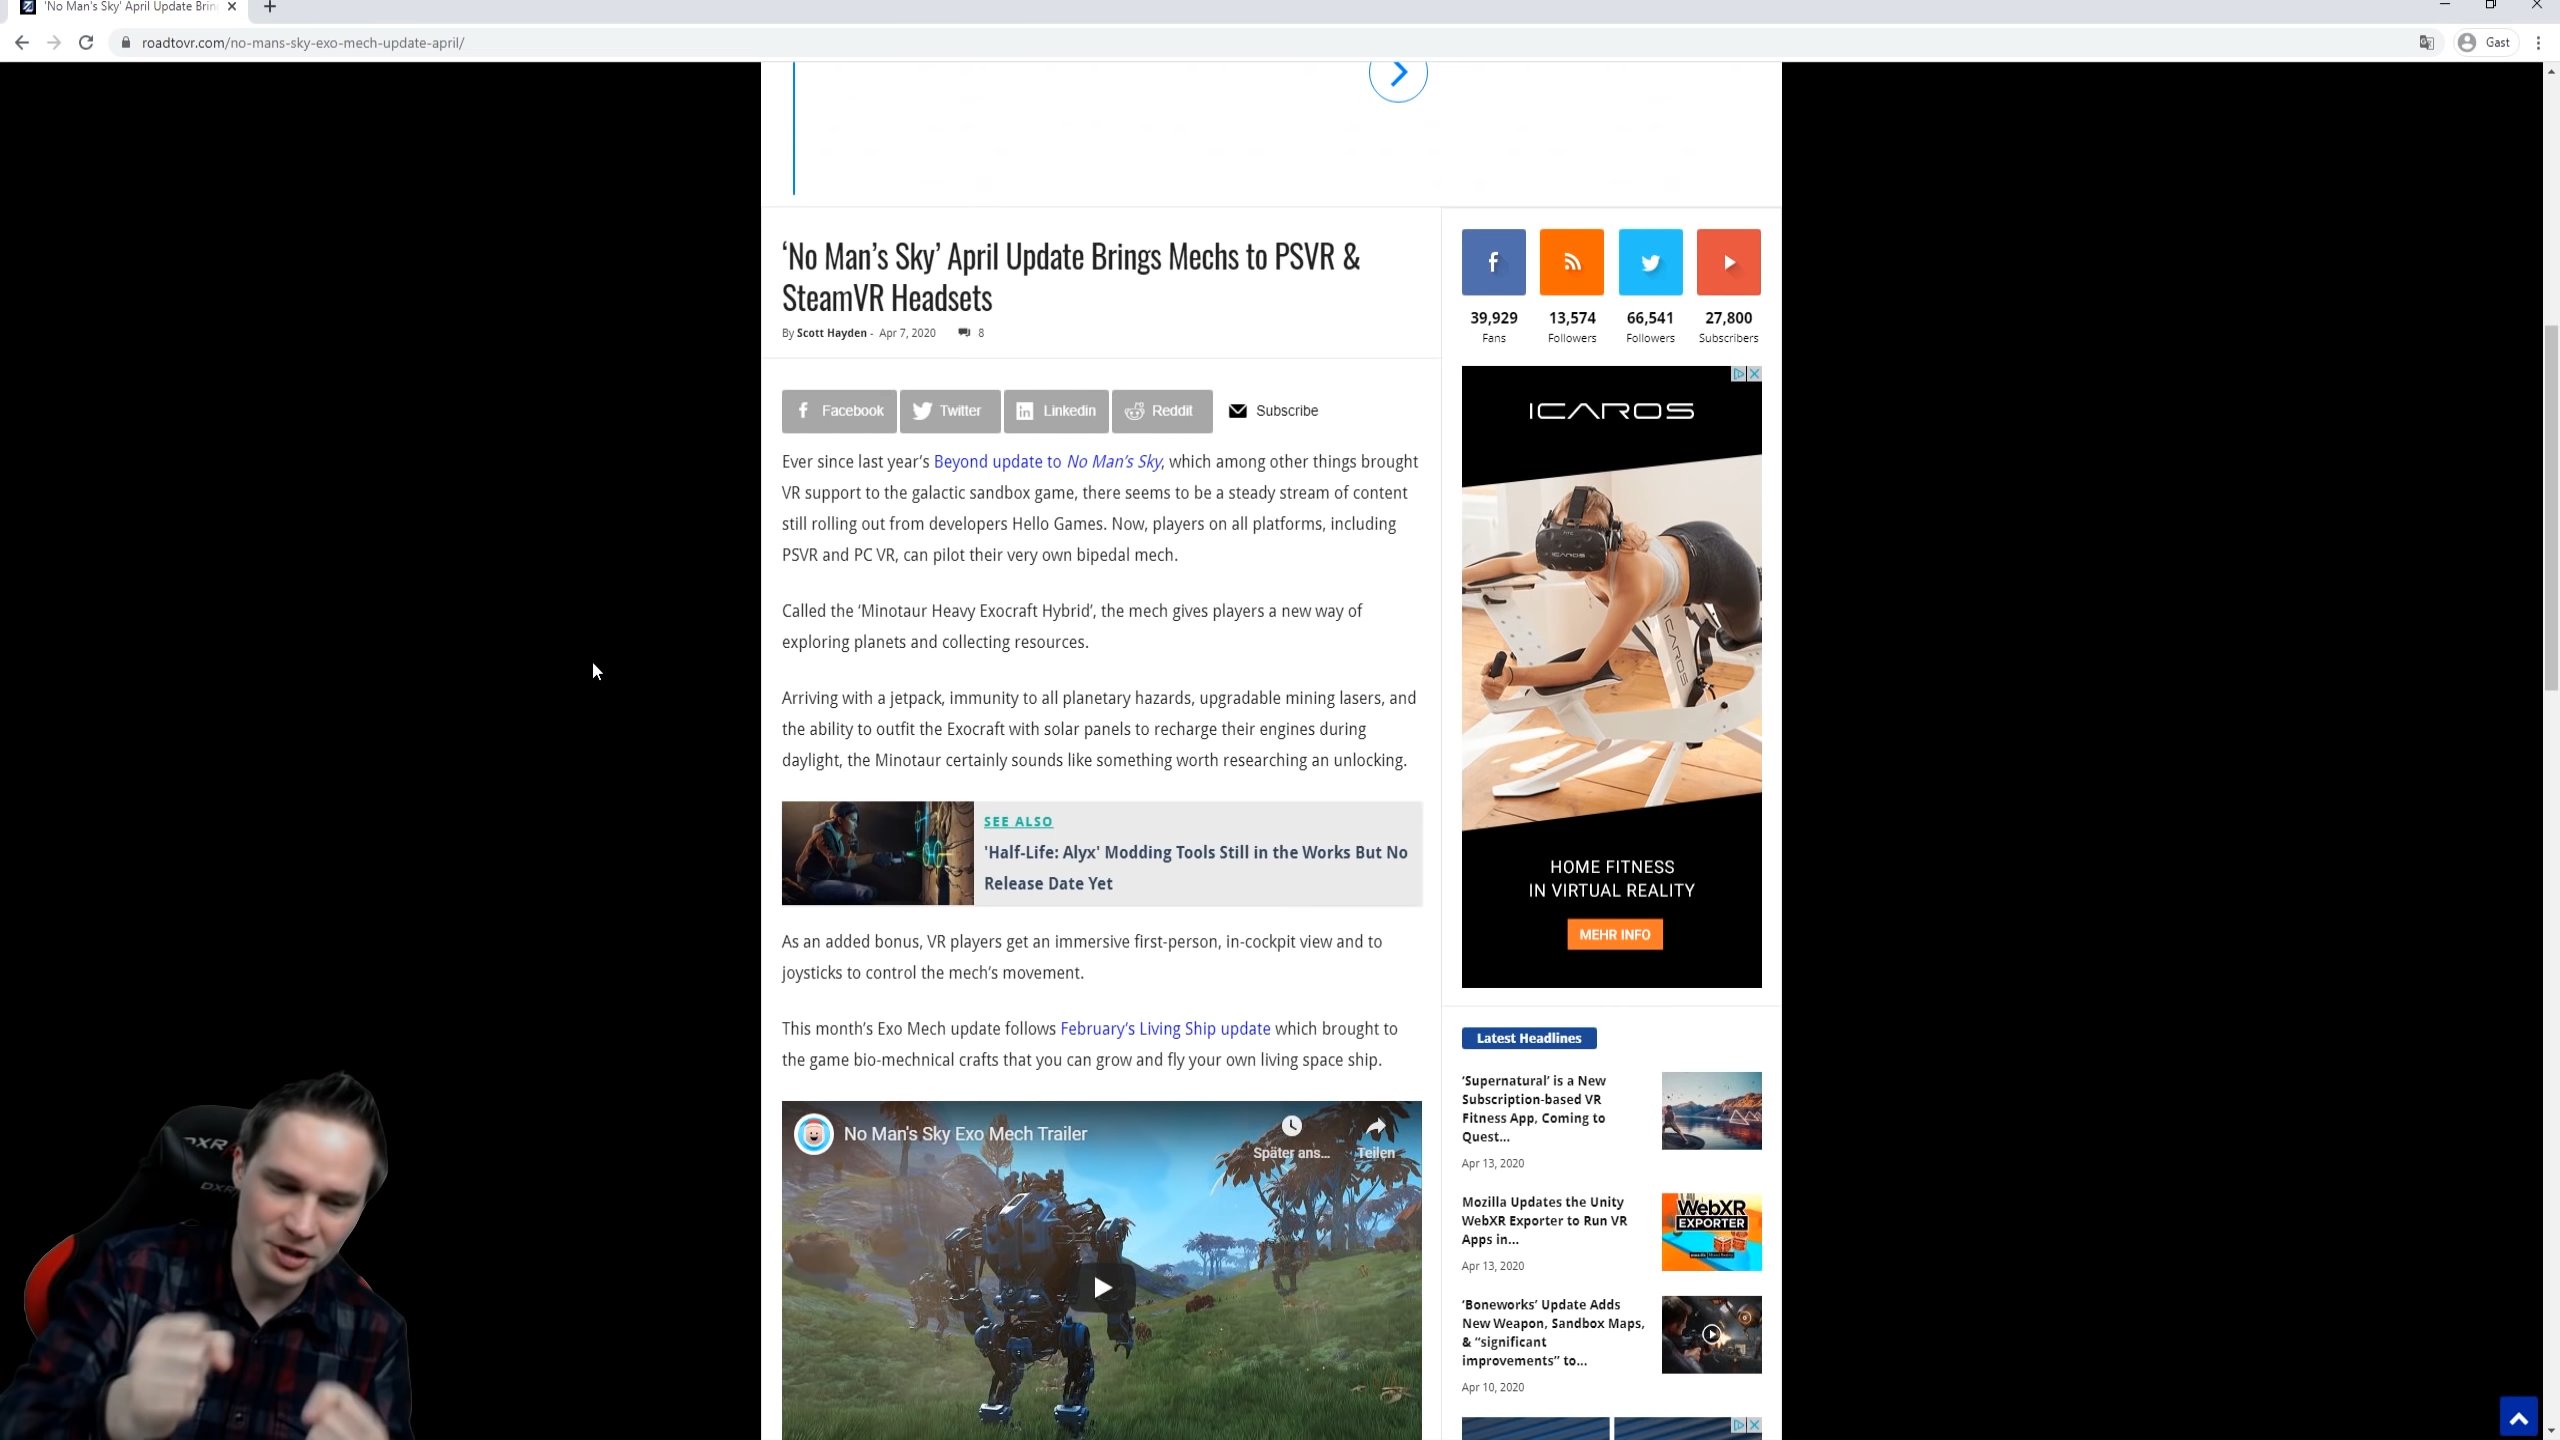 'No Man's Sky' April Update Brin
roadtovr.com/no-mans-sky-exo-mech-update-april/
Gast
‘No Man’s Sky’ April Update Brings Mechs to PSVR &
SteamVR Headsets
By Scott Hayden - Apr 7, 2020 8
Facebook Twitter Linkedin Reddit Subscribe
Ever since last year’s Beyond update to No Man’s Sky, which among other things brought
VR support to the galactic sandbox game, there seems to be a steady stream of content
still rolling out from developers Hello Games. Now, players on all platforms, including
PSVR and PC VR, can pilot their very own bipedal mech.
Called the ‘Minotaur Heavy Exocraft Hybrid’, the mech gives players a new way of
exploring planets and collecting resources.
Arriving with a jetpack, immunity to all planetary hazards, upgradable mining lasers, and
the ability to outfit the Exocraft with solar panels to recharge their engines during
daylight, the Minotaur certainly sounds like something worth researching an unlocking.
SEE ALSO
'Half-Life: Alyx' Modding Tools Still in the Works But No
Release Date Yet
As an added bonus, VR players get an immersive first-person, in-cockpit view and to
joysticks to control the mech’s movement.
This month’s Exo Mech update follows February’s Living Ship update which brought to
the game bio-mechnical crafts that you can grow and fly your own living space ship.
No Man's Sky Exo Mech Trailer
Später ans...
Teilen
39,929 13,574 66,541 27,800
Fans Followers Followers Subscribers
ICAROS
ICAROS
ICAROS
HOME FITNESS
IN VIRTUAL REALITY
MEHR INFO
Latest Headlines
‘Supernatural’ is a New
Subscription-based VR
Fitness App, Coming to
Quest...
Apr 13, 2020
Mozilla Updates the Unity
WebXR Exporter to Run VR
Apps in...
Apr 13, 2020
WebXR
EXPORTER
‘Boneworks’ Update Adds
New Weapon, Sandbox Maps,
& “significant
improvements” to...
Apr 10, 2020
DXR
DXR